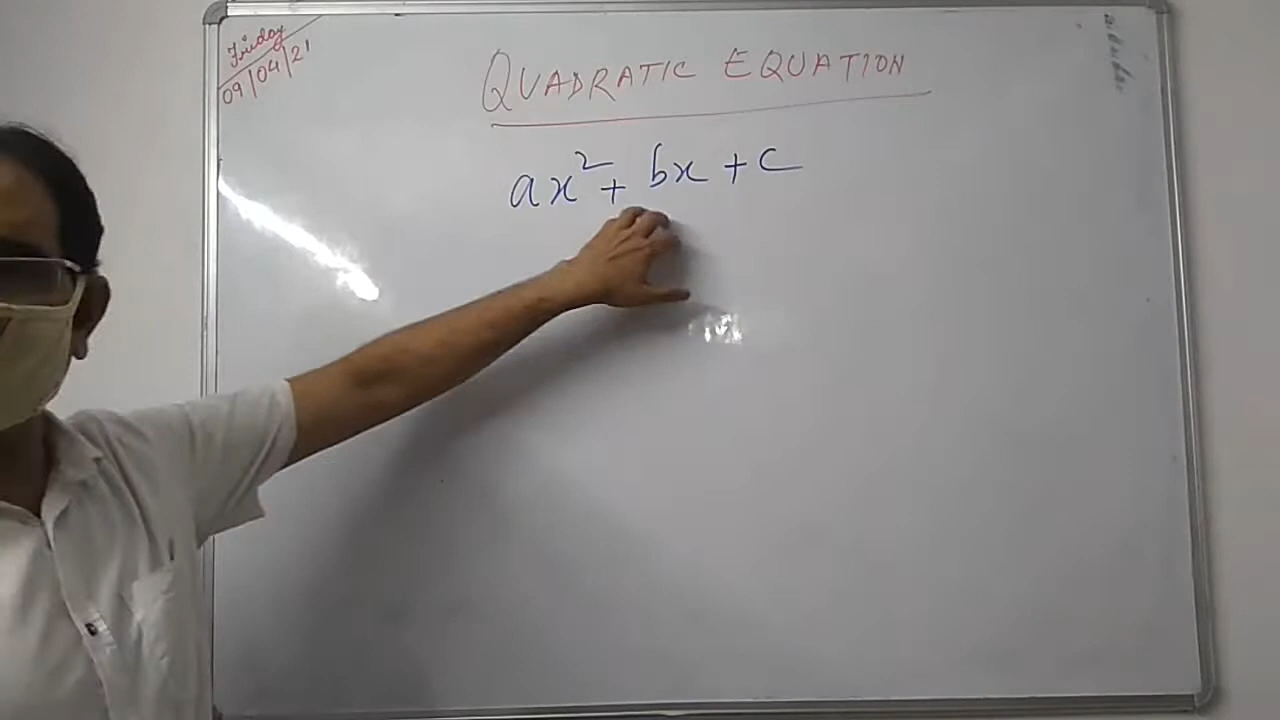 Friday
09/04/21
QUADRATIC EQUATION
ax² + bx + c